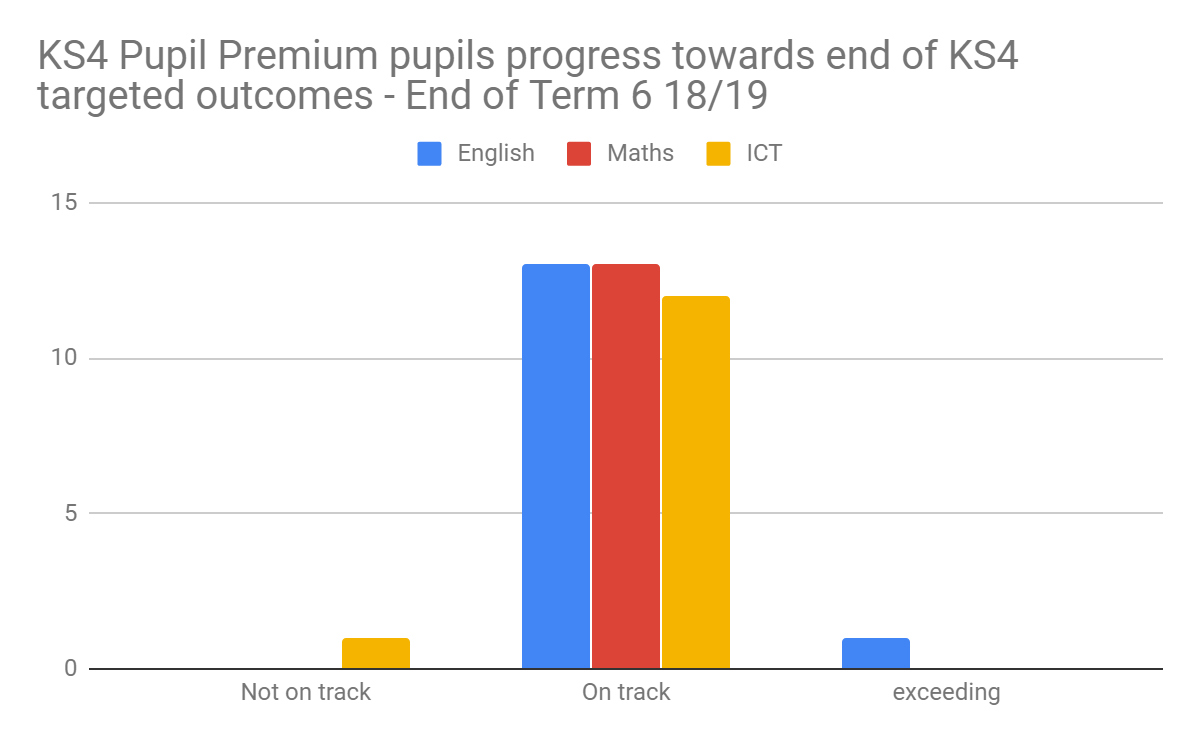 KS4 Pupil Premium pupils progress towards end of KS4
targeted outcomes - End of Term 6 18/19
English Maths ICT
15
10
5
0
Not on track On track exceeding